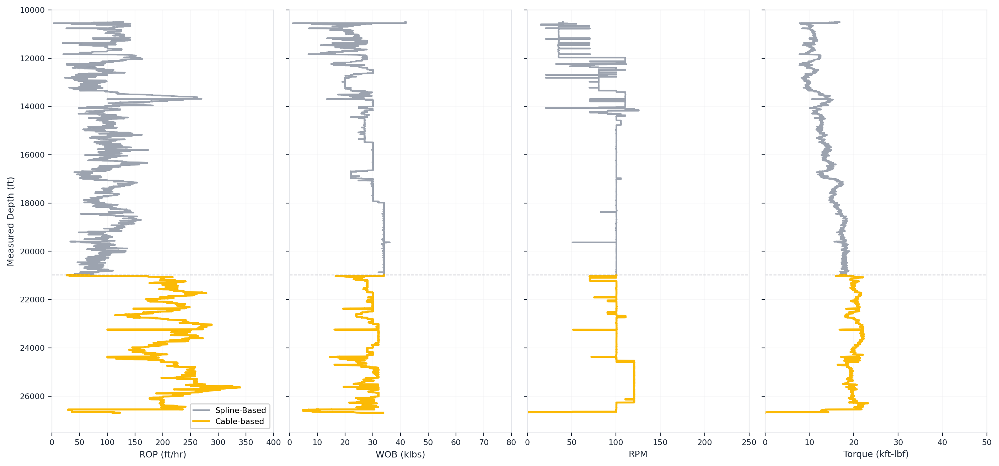 10000
12000
14000
16000
18000
20000
22000
24000
26000
Measured Depth (ft)
Spline-Based
Cable-based
0 50 100 150 200 250 300 350 400
ROP (ft/hr)
0 10 20 30 40 50 60 70 80
WOB (klbs)
0 50 100 150 200 250
RPM
0 10 20 30 40 50
Torque (kft-lbf)